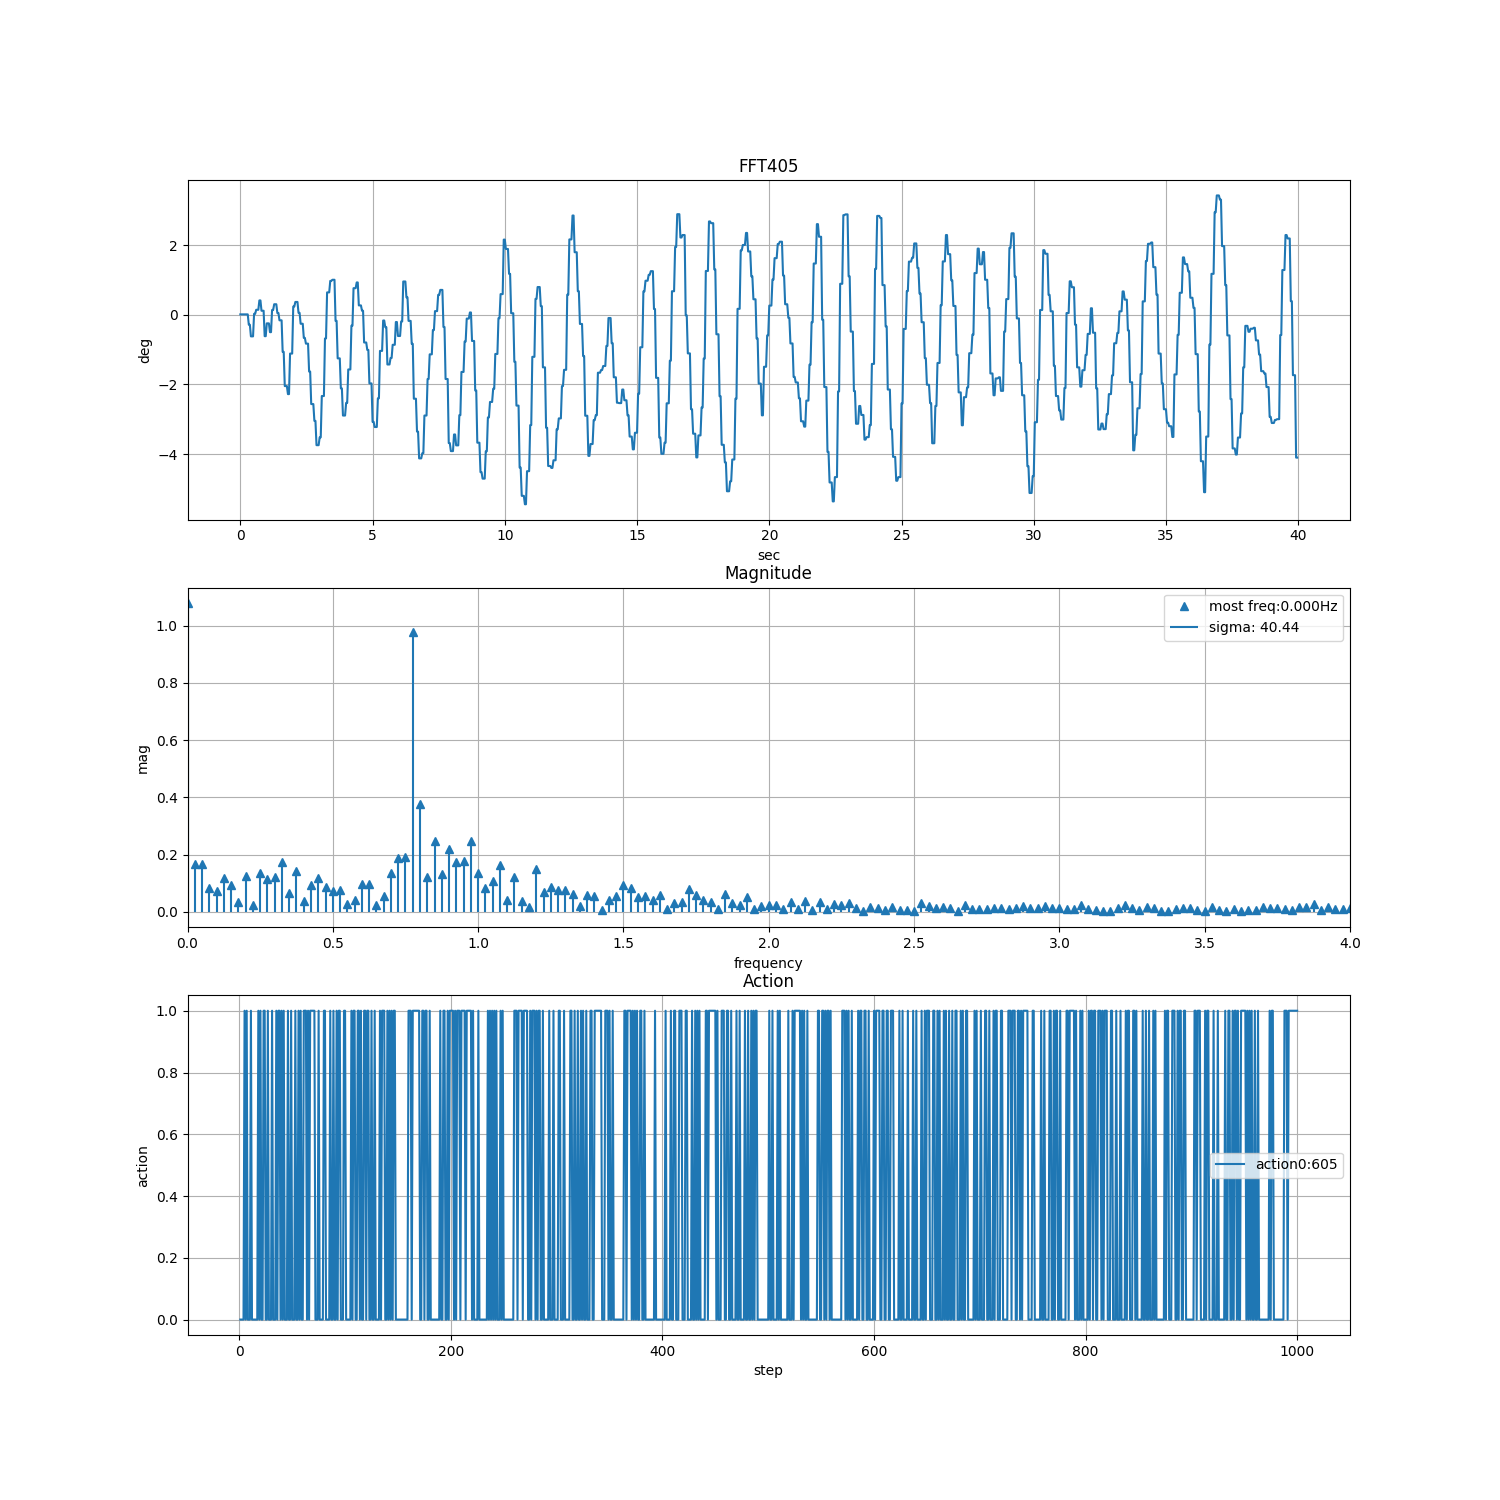 FFT405
2
0
−2
−4
deg
0 5 10 15 20 25 30 35 40
sec
Magnitude
most freq:0.000Hz
sigma: 40.44
1.0
0.8
0.6
0.4
0.2
0.0
mag
0.0 0.5 1.0 1.5 2.0 2.5 3.0 3.5 4.0
frequency
Action
1.0
0.8
0.6
0.4
0.2
0.0
action
action0:605
0 200 400 600 800 1000
step